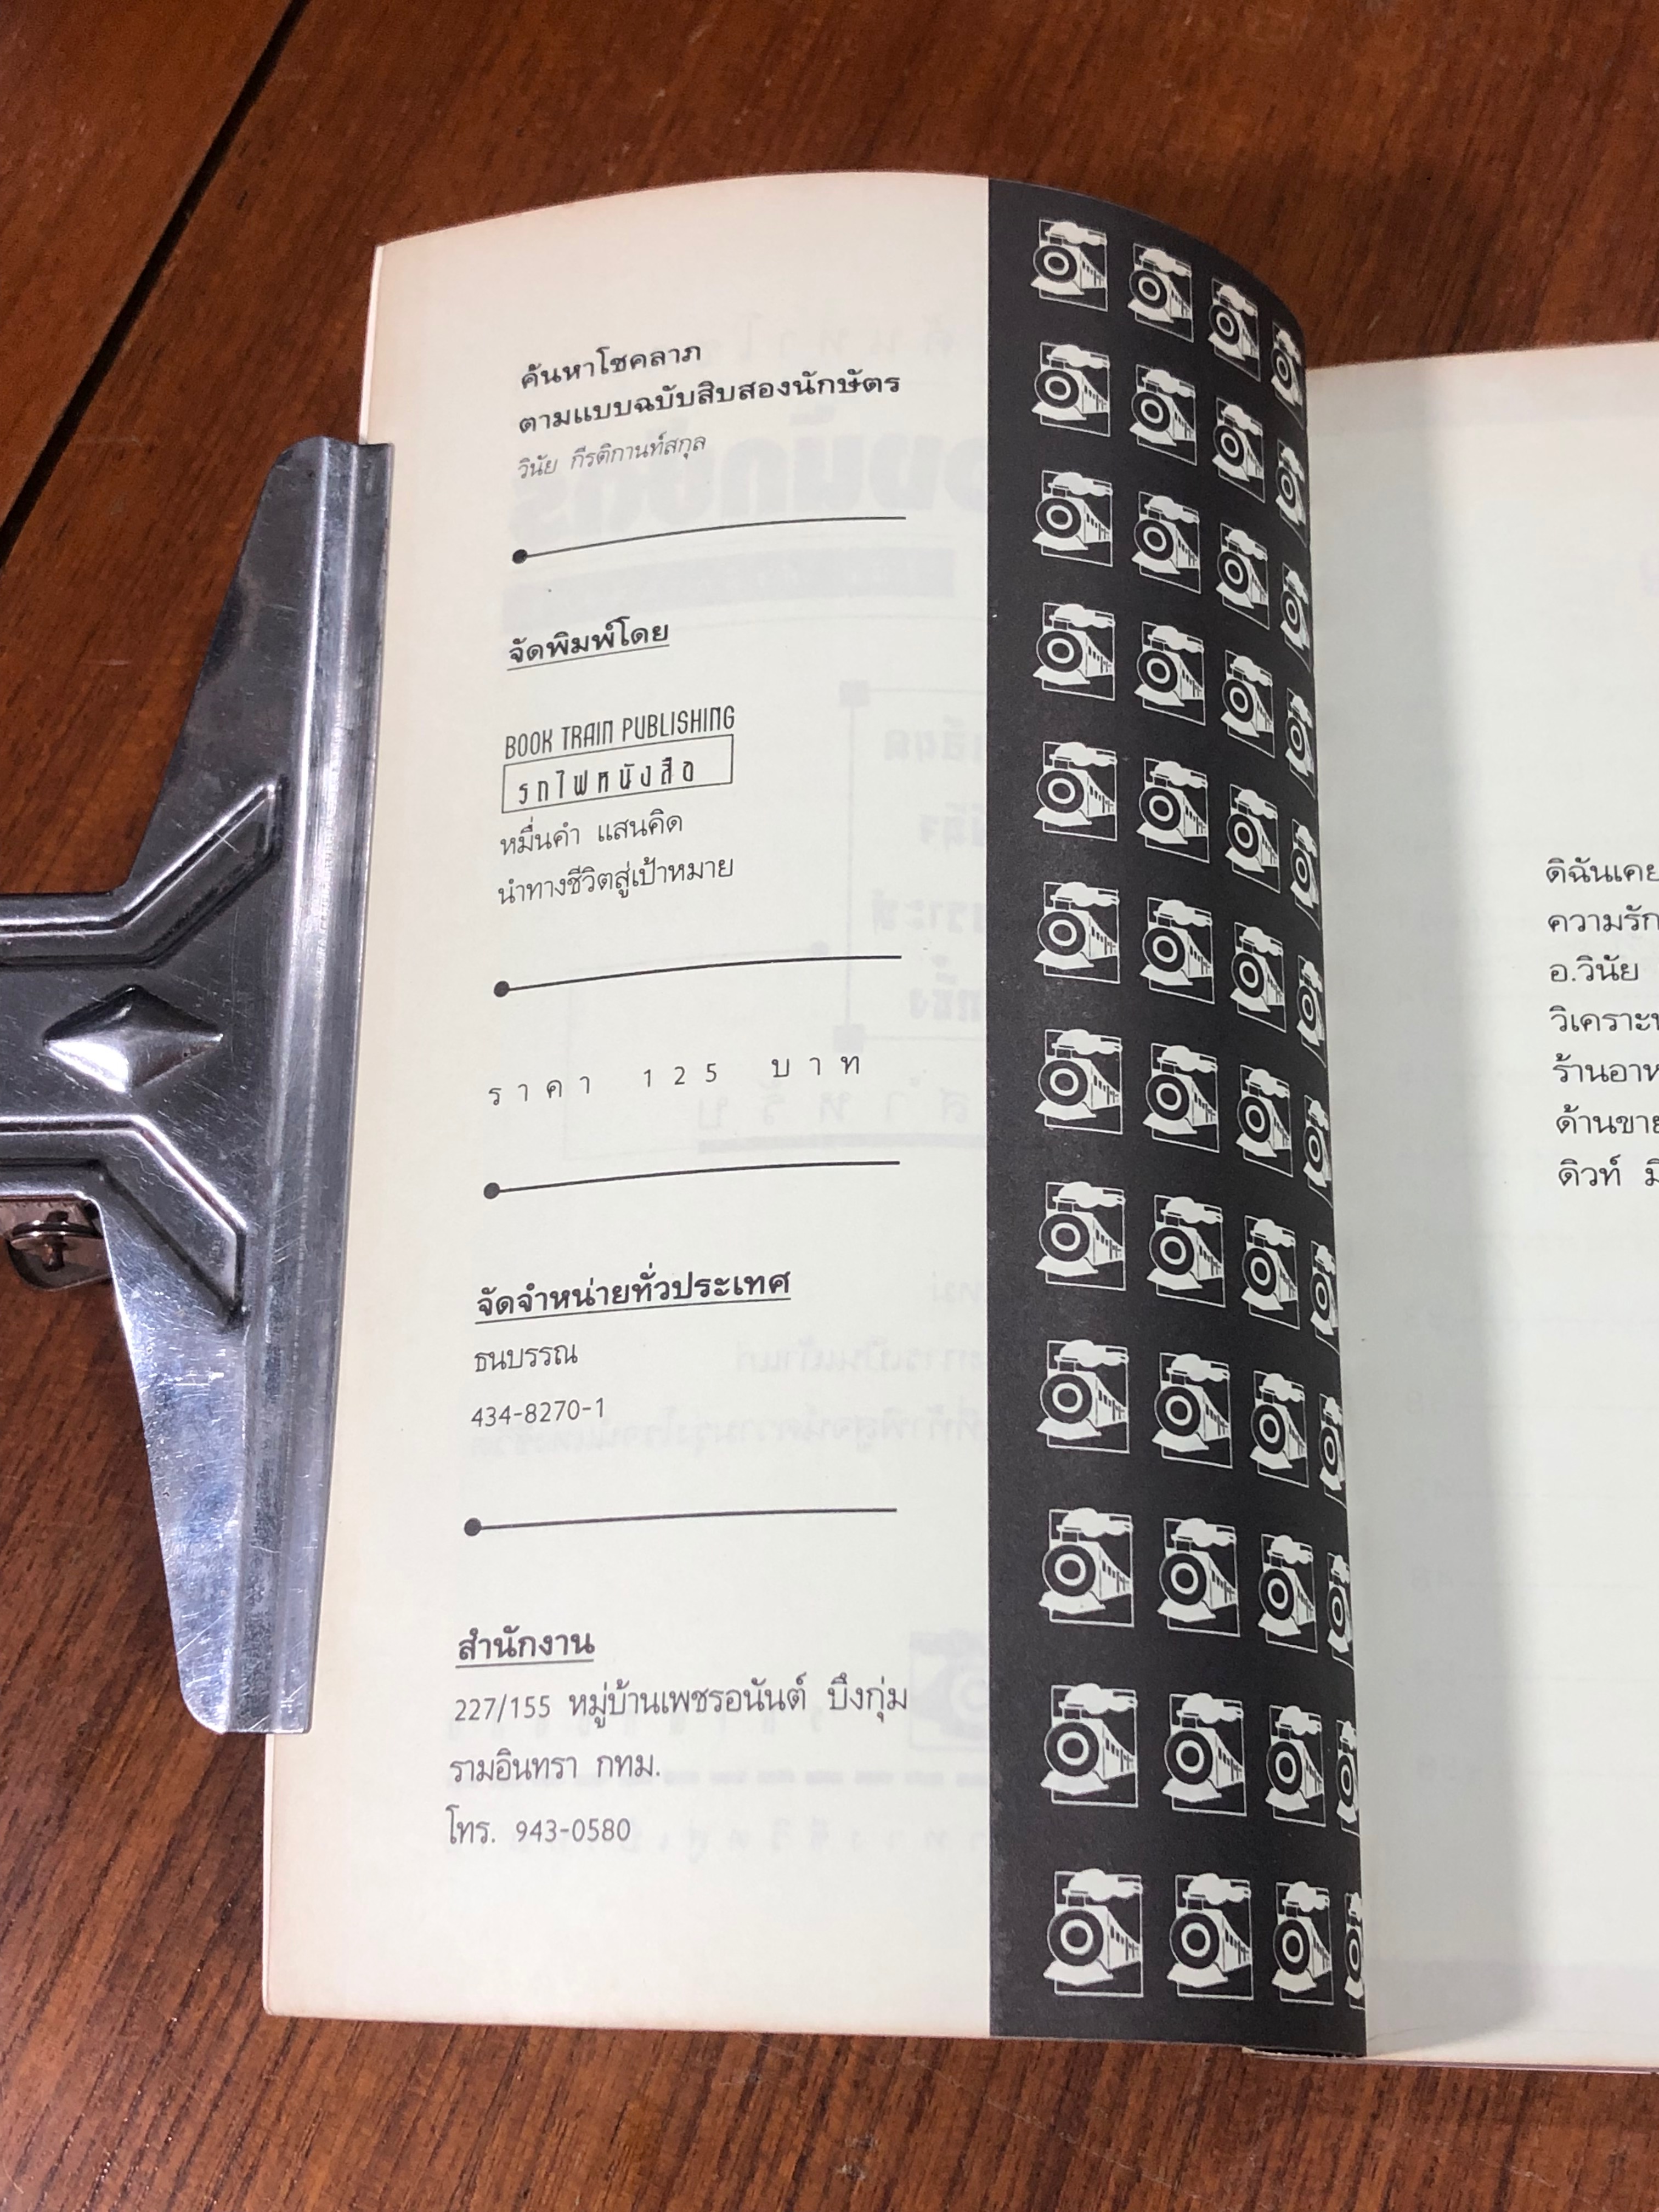 ค้นหาโชคลาภ
ตามแบบฉบับสิบสองนักษัตร
วินัย กีรติกานท์สกุล
จัดพิมพ์โดย
BOOK TRAIN PUBLISHING
รถไฟหนังสือ
หมื่นคำ แสนคิด
นำทางชีวิตสู่เป้าหมาย
ราคา 125 บาท
จัดจำหน่ายทั่วประเทศ
ธนบรรณ
434-8270-1
สำนักงาน
227/155 หมู่บ้านเพชรอนันต์ บึงกุ่ม
รามอินทรา กทม.
โทร. 943-0580
ดิฉันเคย
ความรัก
อ.วินัย
วิเคราะห
ร้านอาห
ด้านขาย
ดิวท์ มี